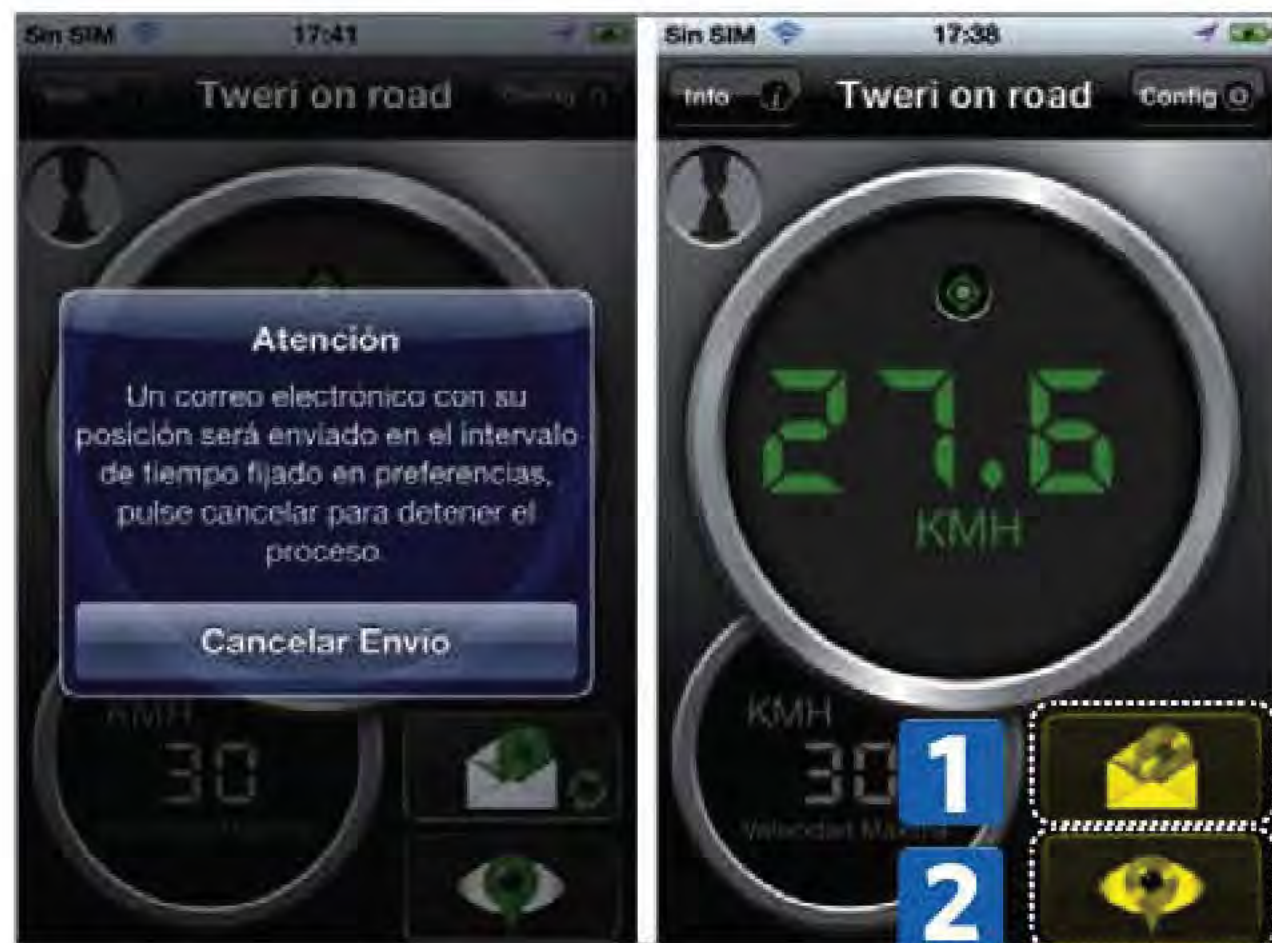 Sin SIM 17:41
Tweri on road
Atención
Un correo electrónico con su
posición será enviado en el intervalo
de tiempo fijado en preferencias,
pulse cancelar para detener el
proceso
Cancelar Envío
KMH
30
Sin SIM 17:38
Info Tweri on road Config
27.6
KMH
KMH
30
Velocidad Máxima
1
2